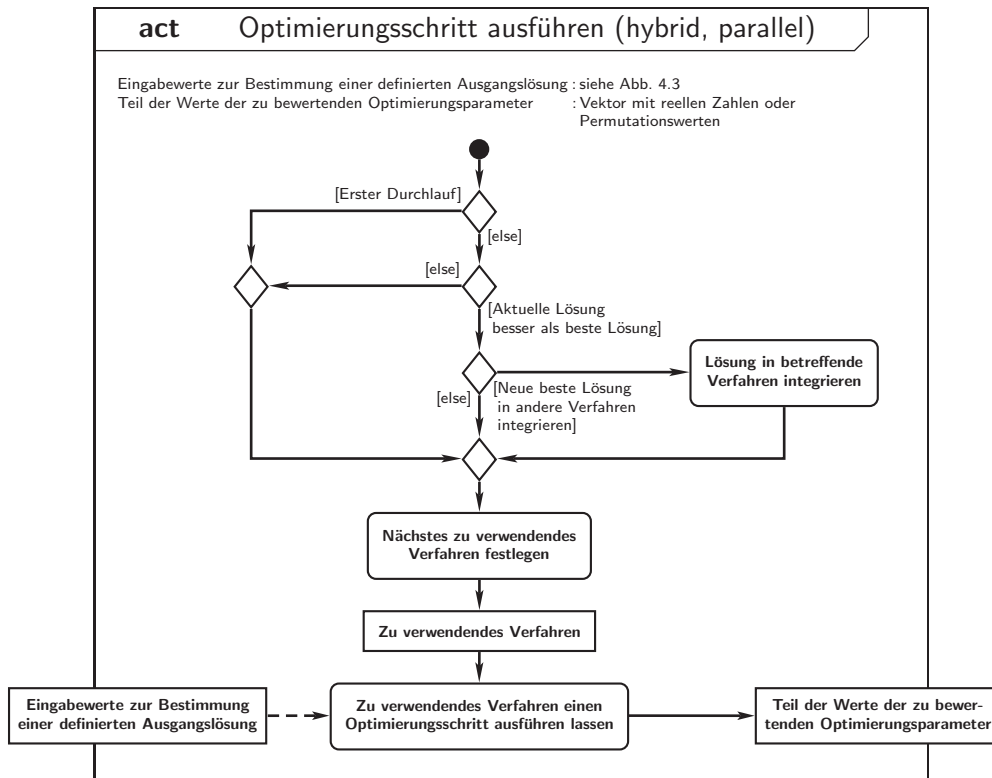 act Optimierungsschritt ausführen (hybrid, parallel)
Eingabewerte zur Bestimmung einer definierten Ausgangslösung : siehe Abb. 4.3
Teil der Werte der zu bewertenden Optimierungsparameter : Vektor mit reellen Zahlen oder
Permutationswerten
[Erster Durchlauf]
[else]
[else]
[Aktuelle Lösung
besser als beste Lösung]
Lösung in betreffende
Verfahren integrieren
[else]
[Neue beste Lösung
in andere Verfahren
integrieren]
Nächstes zu verwendendes
Verfahren festlegen
Zu verwendendes Verfahren
Eingabewerte zur Bestimmung
einer definierten Ausgangslösung
Zu verwendendes Verfahren einen
Optimierungsschritt ausführen lassen
Teil der Werte der zu bewer-
tenden Optimierungsparameter